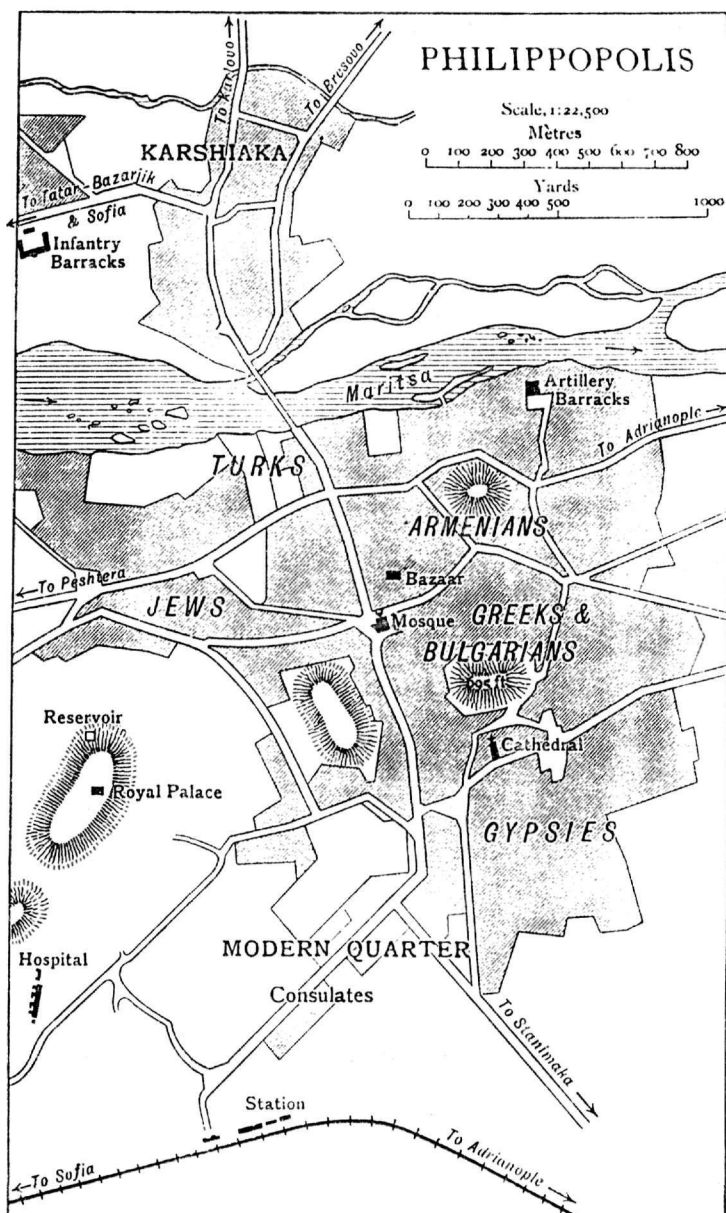 PHILIPPOPOLIS
Scale, 1:22,500
Mètres
0 100 200 300 400 500 600 700 800
Yards
0 100 200 300 400 500 1000
To Karlovo
To Bresovo
KARSHIAKA
To Tatar-Bazarjik
& Sofia
Infantry
Barracks
Maritsa
Artillery
Barracks
To Adrianople
TURKS
ARMENIANS
To Peshtera
Bazaar
JEWS
Mosque
GREEKS &
BULGARIANS
695 ft
Reservoir
Cathedral
Royal Palace
GYPSIES
MODERN QUARTER
Hospital
Consulates
To Stanimaka
Station
To Sofia
To Adrianople